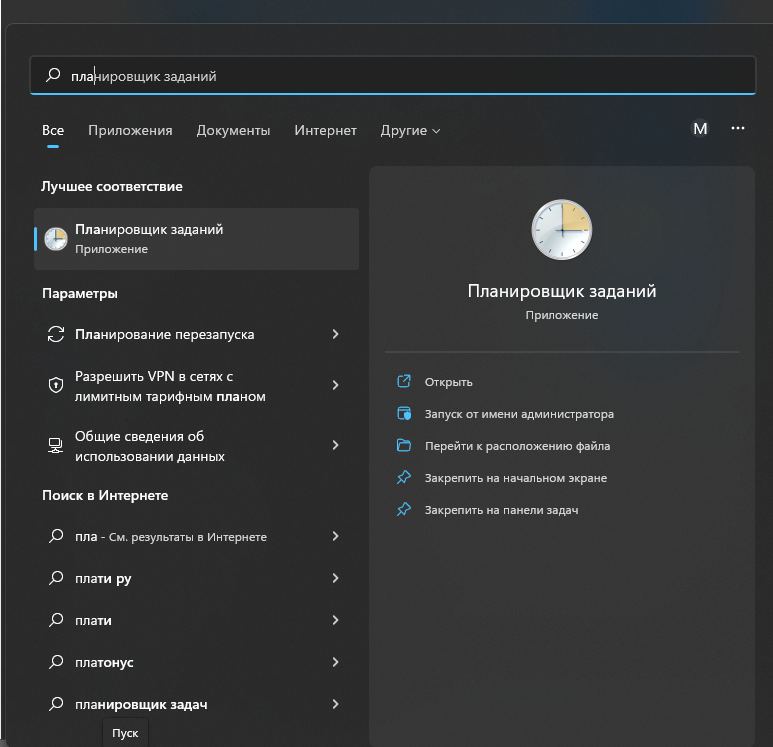 планировщик заданий
Все Приложения Документы Интернет Другие M ...
Лучшее соответствие
Планировщик заданий
Приложение
Параметры
Планирование перезапуска
Разрешить VPN в сетях с
лимитным тарифным планом
Общие сведения об
использовании данных
Поиск в Интернете
пла - См. результаты в Интернете
плати ру
плати
платонус
планировщик задач
Пуск
Планировщик заданий
Приложение
Открыть
Запуск от имени администратора
Перейти к расположению файла
Закрепить на начальном экране
Закрепить на панели задач